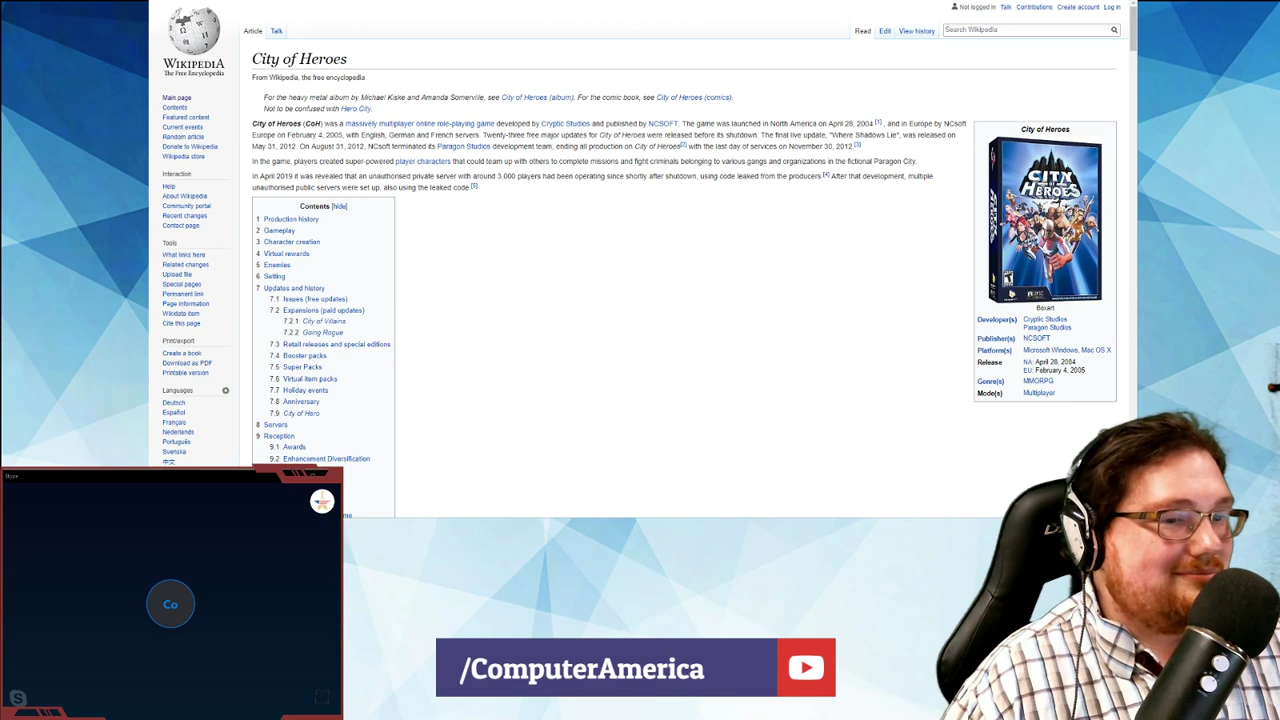 Not logged in Talk Contributions Create account Log in
Article Talk
Read Edit View history Search Wikipedia
WIKIPEDIA
The Free Encyclopedia
Main page
Contents
Featured content
Current events
Random article
Donate to Wikipedia
Wikipedia store
Interaction
Help
About Wikipedia
Community portal
Recent changes
Contact page
Tools
What links here
Related changes
Upload file
Special pages
Permanent link
Page information
Wikidata item
Cite this page
Print/export
Create a book
Download as PDF
Printable version
Languages
Deutsch
Español
Français
Nederlands
Português
Svenska
中文
City of Heroes
From Wikipedia, the free encyclopedia
For the heavy metal album by Michael Kiske and Amanda Somerville, see City of Heroes (album). For the comic book, see City of Heroes (comics).
Not to be confused with Hero City.
City of Heroes (CoH) was a massively multiplayer online role-playing game developed by Cryptic Studios and published by NCSOFT. The game was launched in North America on April 28, 2004 [1], and in Europe by NCsoft
Europe on February 4, 2005, with English, German and French servers. Twenty-three free major updates for City of Heroes were released before its shutdown. The final live update, "Where Shadows Lie", was released on
May 31, 2012. On August 31, 2012, NCsoft terminated its Paragon Studios development team, ending all production on City of Heroes[2] with the last day of services on November 30, 2012.[3]
In the game, players created super-powered player characters that could team up with others to complete missions and fight criminals belonging to various gangs and organizations in the fictional Paragon City.
In April 2019 it was revealed that an unauthorised private server with around 3,000 players had been operating since shortly after shutdown, using code leaked from the producers.[4] After that development, multiple
unauthorised public servers were set up, also using the leaked code.[5]
Contents [hide]
1 Production history
2 Gameplay
3 Character creation
4 Virtual rewards
5 Enemies
6 Setting
7 Updates and history
7.1 Issues (free updates)
7.2 Expansions (paid updates)
7.2.1 City of Villains
7.2.2 Going Rogue
7.3 Retail releases and special editions
7.4 Booster packs
7.5 Super Packs
7.6 Virtual item packs
7.7 Holiday events
7.8 Anniversary
7.9 City of Hero
8 Servers
9 Reception
9.1 Awards
9.2 Enhancement Diversification
me
City of Heroes
CITY OF
HEROES
Boxart
Developer(s) Cryptic Studios
Paragon Studios
Publisher(s) NCSOFT
Platform(s) Microsoft Windows, Mac OS X
Release NA: April 28, 2004
EU: February 4, 2005
Genre(s) MMORPG
Mode(s) Multiplayer
Skype
Co
/ComputerAmerica